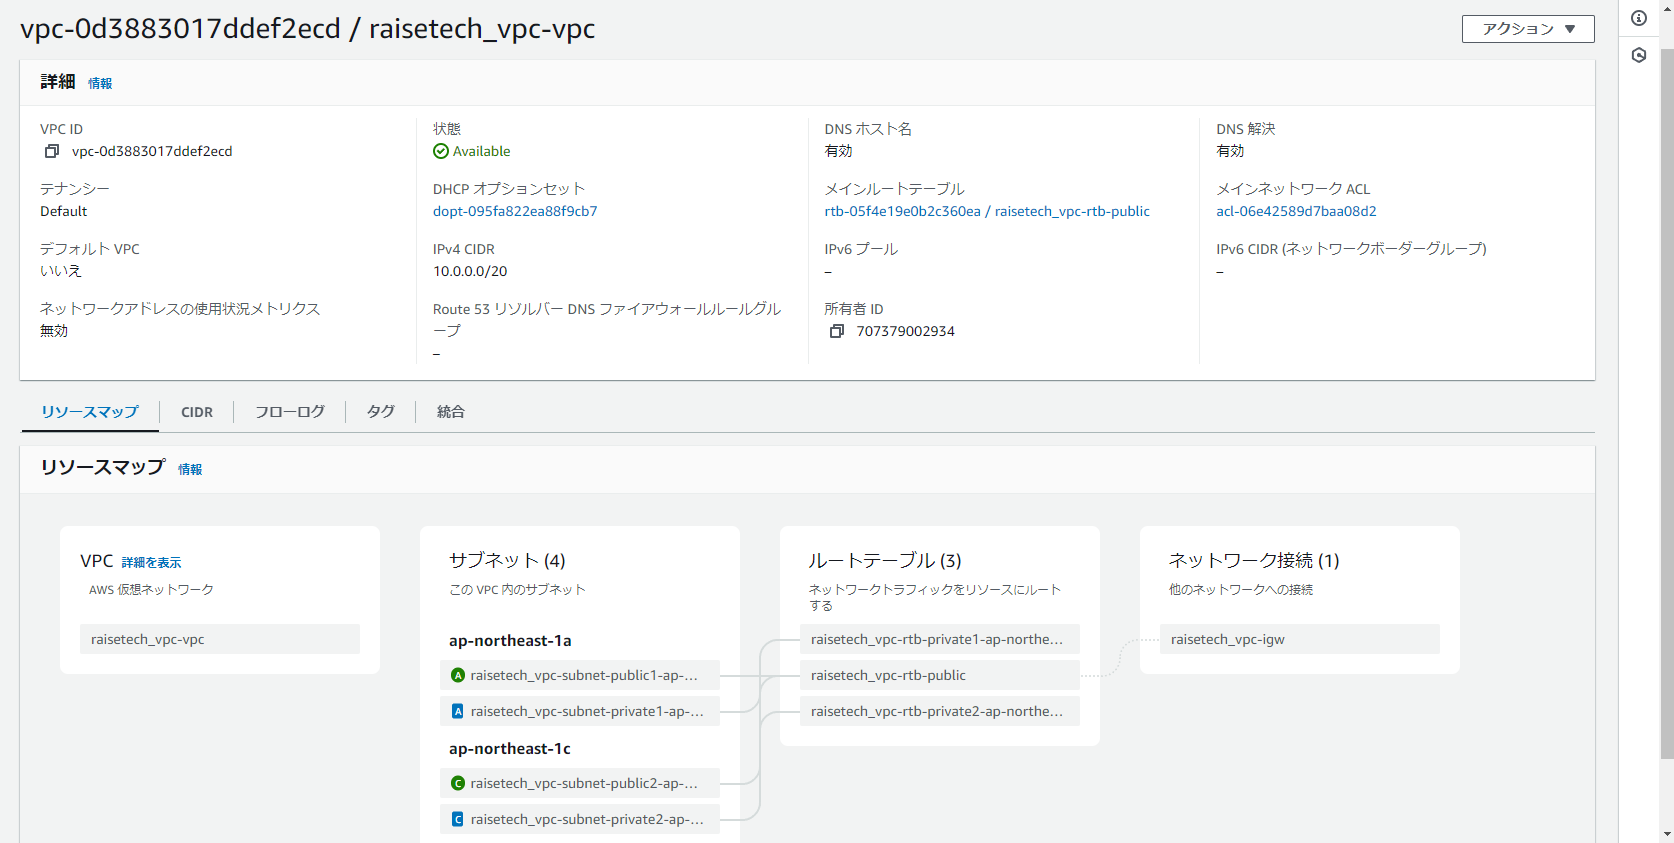 vpc-0d3883017ddef2ecd / raisetech_vpc-vpc
アクション ▼
詳細 情報
VPC ID
vpc-0d3883017ddef2ecd
状態
Available
DNS ホスト名
有効
DNS 解決
有効
テナンシー
Default
DHCP オプションセット
dopt-095fa822ea88f9cb7
メインルートテーブル
rtb-05f4e19e0b2c360ea / raisetech_vpc-rtb-public
メインネットワーク ACL
acl-06e42589d7baa08d2
デフォルト VPC
いいえ
IPv4 CIDR
10.0.0.0/20
IPv6 プール
–
IPv6 CIDR (ネットワークボーダーグループ)
–
ネットワークアドレスの使用状況メトリクス
無効
Route 53 リゾルバー DNS ファイアウォールルールグル
ープ
–
所有者 ID
707379002934
リソースマップ
CIDR
フローログ
タグ
統合
リソースマップ 情報
VPC 詳細を表示
AWS 仮想ネットワーク
raisetech_vpc-vpc
サブネット (4)
この VPC 内のサブネット
ap-northeast-1a
A raisetech_vpc-subnet-public1-ap-...
A raisetech_vpc-subnet-private1-ap-...
ap-northeast-1c
C raisetech_vpc-subnet-public2-ap-...
C raisetech_vpc-subnet-private2-ap-...
ルートテーブル (3)
ネットワークトラフィックをリソースにルート
する
raisetech_vpc-rtb-private1-ap-northe...
raisetech_vpc-rtb-public
raisetech_vpc-rtb-private2-ap-northe...
ネットワーク接続 (1)
他のネットワークへの接続
raisetech_vpc-igw